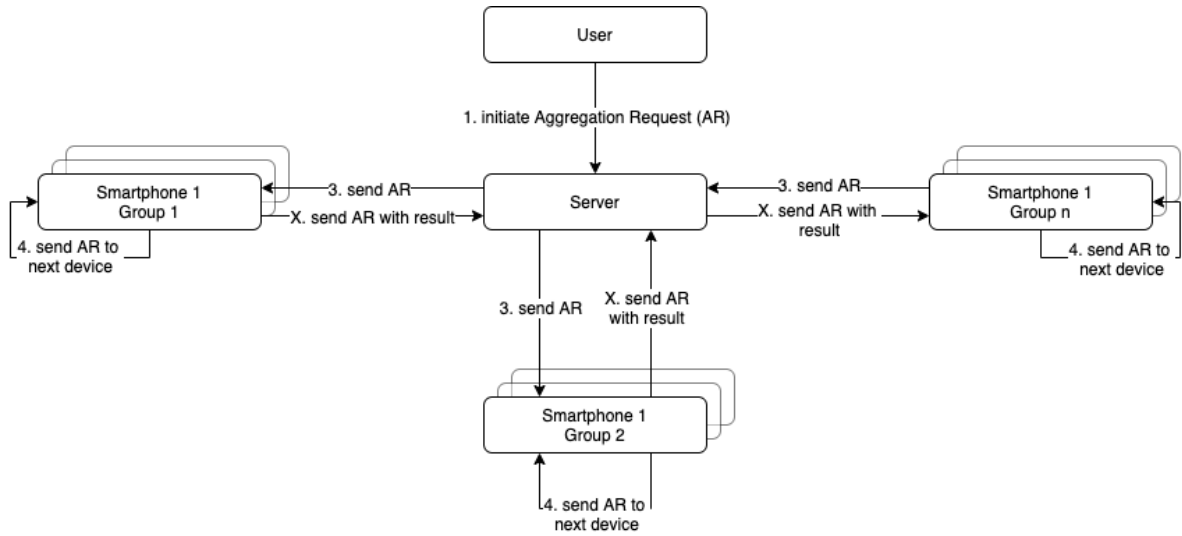 User
1. initiate Aggregation Request (AR)
Smartphone 1
Group 1
3. send AR
X. send AR with result
4. send AR to
next device
Server
3. send AR
X. send AR with
result
Smartphone 1
Group n
4. send AR to
next device
3. send AR
X. send AR
with result
Smartphone 1
Group 2
4. send AR to
next device